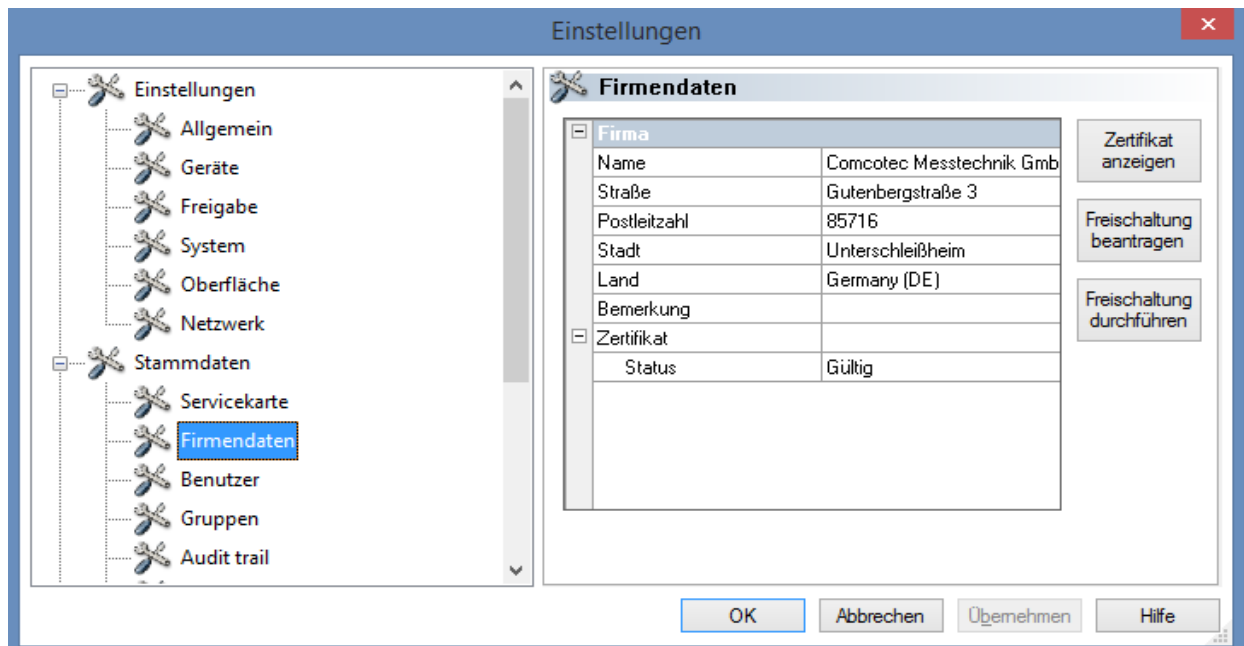 Einstellungen
Einstellungen
Allgemein
Geräte
Freigabe
System
Oberfläche
Netzwerk
Stammdaten
Servicekarte
Firmendaten
Benutzer
Gruppen
Audit trail
Firmendaten
Firma
Name Comcotec Messtechnik Gmb
Straße Gutenbergstraße 3
Postleitzahl 85716
Stadt Unterschleißheim
Land Germany (DE)
Bemerkung
Zertifikat
Status Gültig
Zertifikat
anzeigen
Freischaltung
beantragen
Freischaltung
durchführen
OK Abbrechen Übernehmen Hilfe